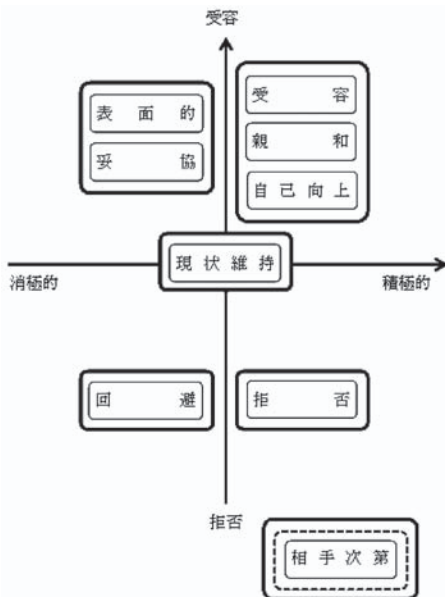 受容
表面的
妥協
受容
親和
自己向上
現状維持
消極的
積極的
回避
拒否
拒否
相手次第